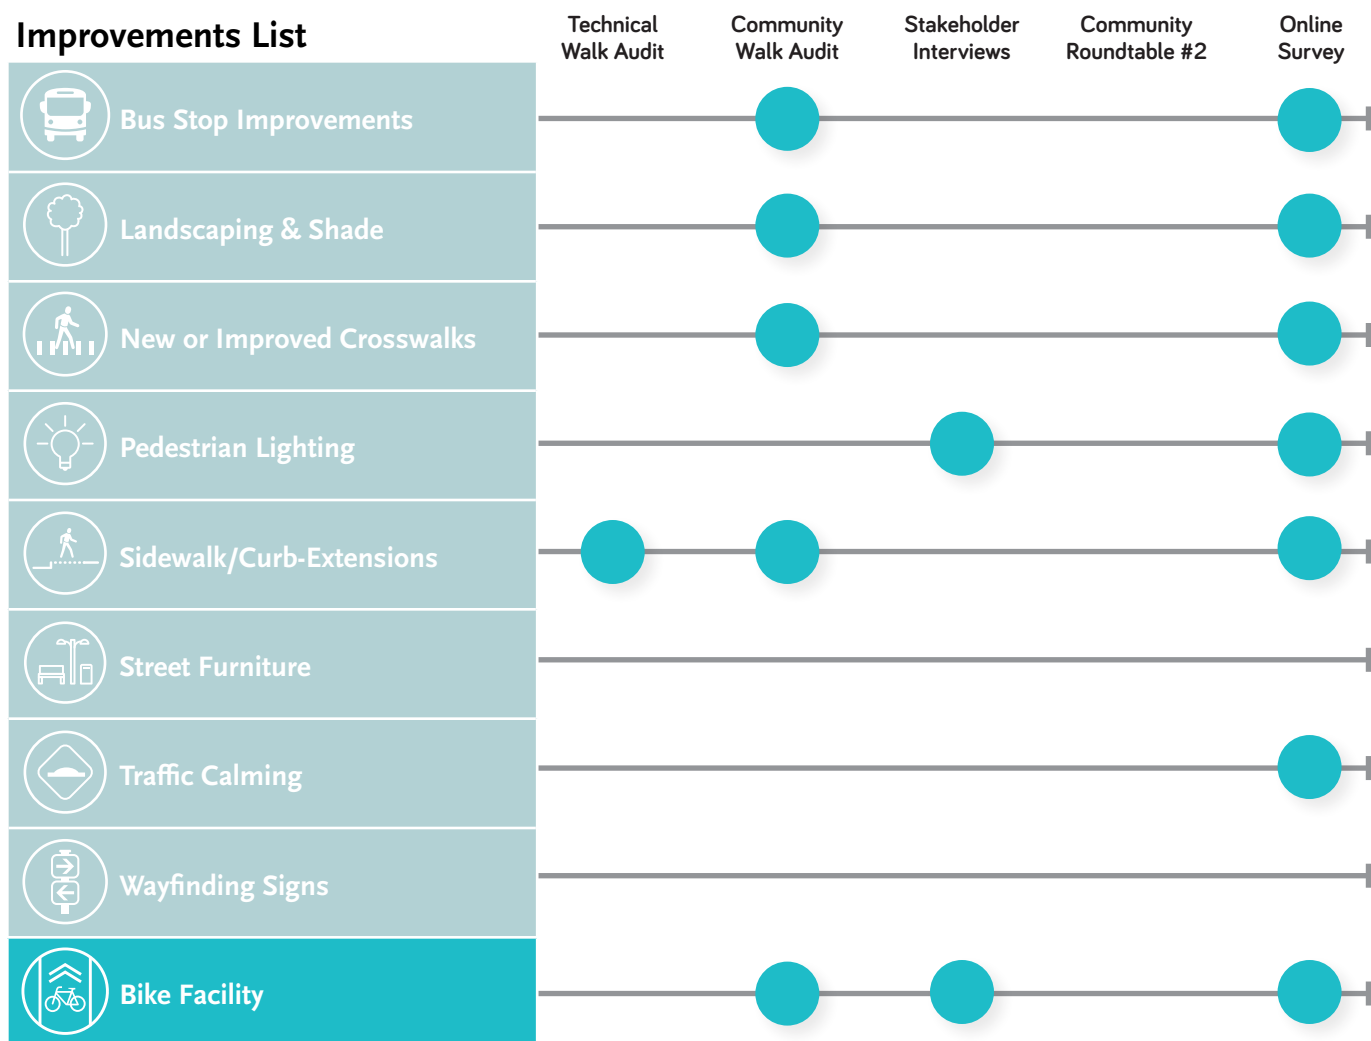 Improvements List
Technical
Walk Audit
Community
Walk Audit
Stakeholder
Interviews
Community
Roundtable #2
Online
Survey
Bus Stop Improvements
Landscaping & Shade
New or Improved Crosswalks
Pedestrian Lighting
Sidewalk/Curb-Extensions
Street Furniture
Traffic Calming
Wayfinding Signs
Bike Facility